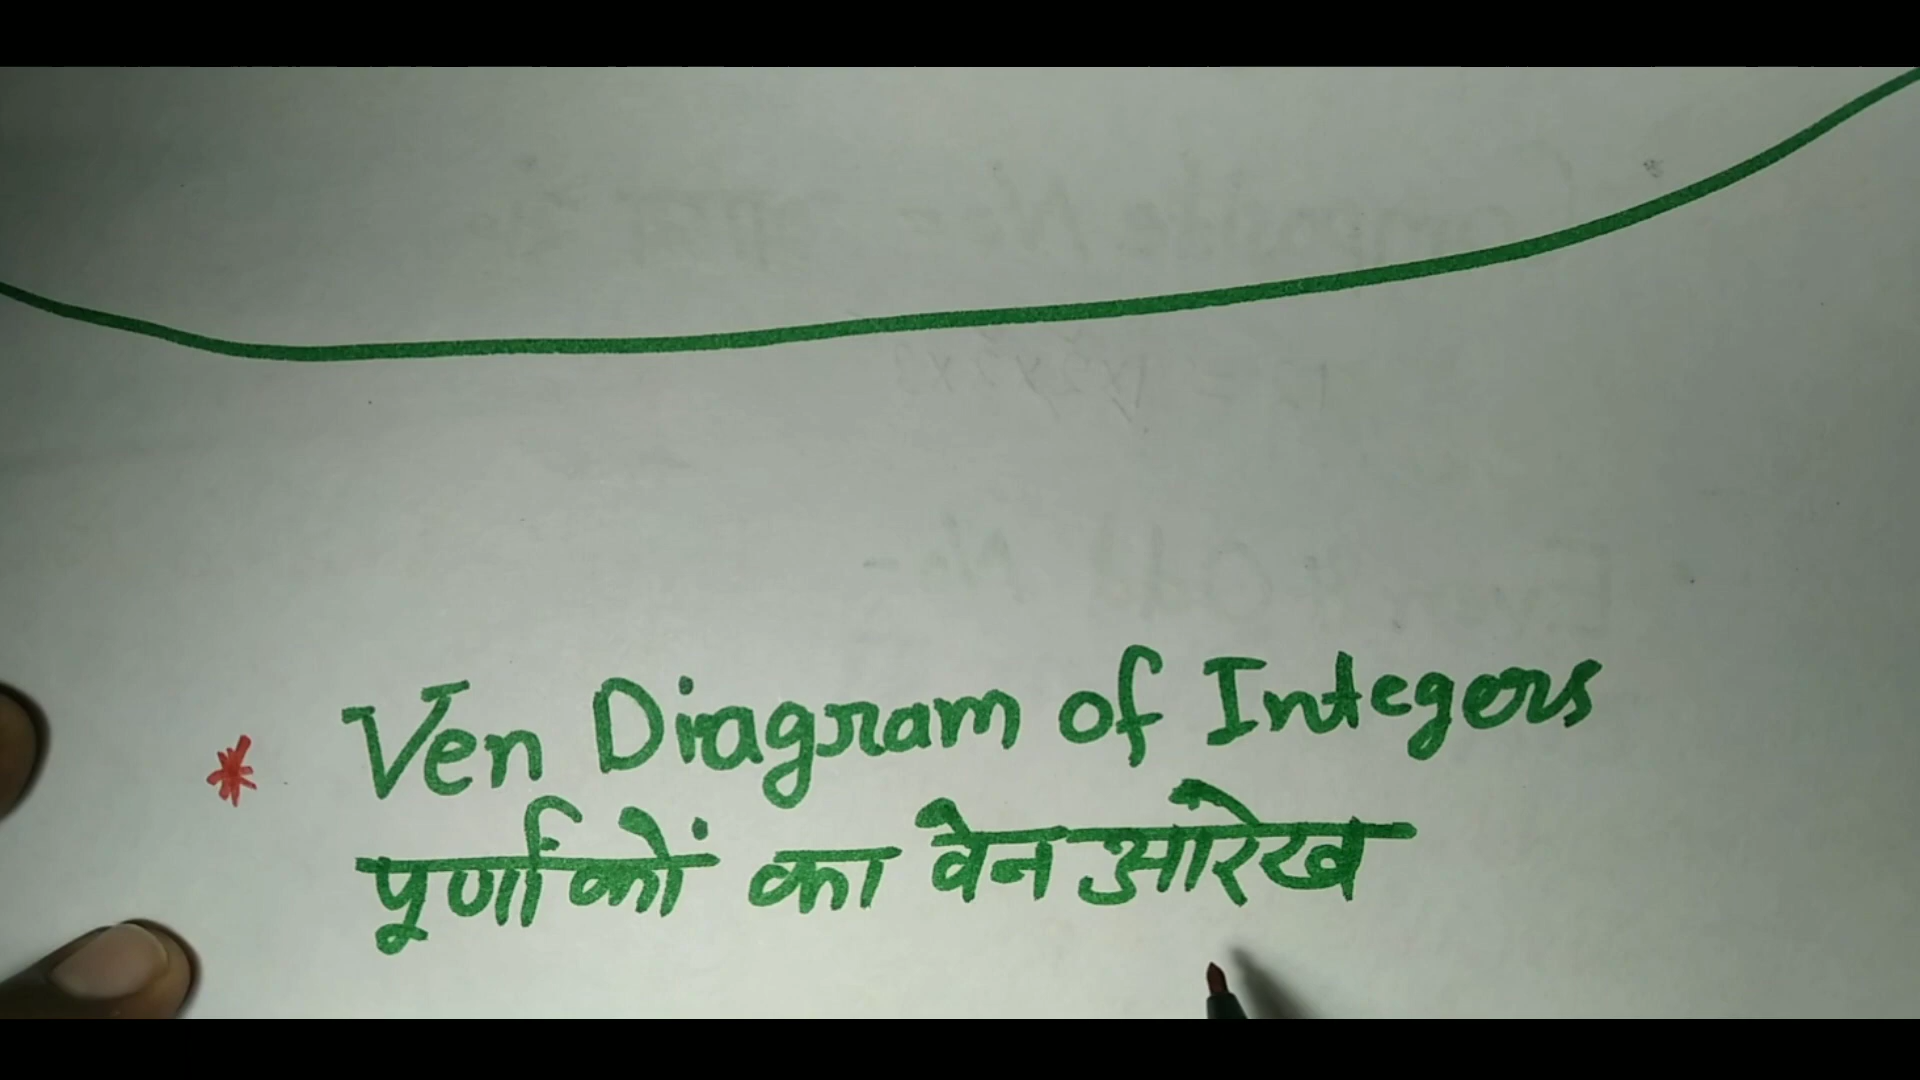 * Ven Diagram of Integers
पूर्णांकों का वेन आरेख